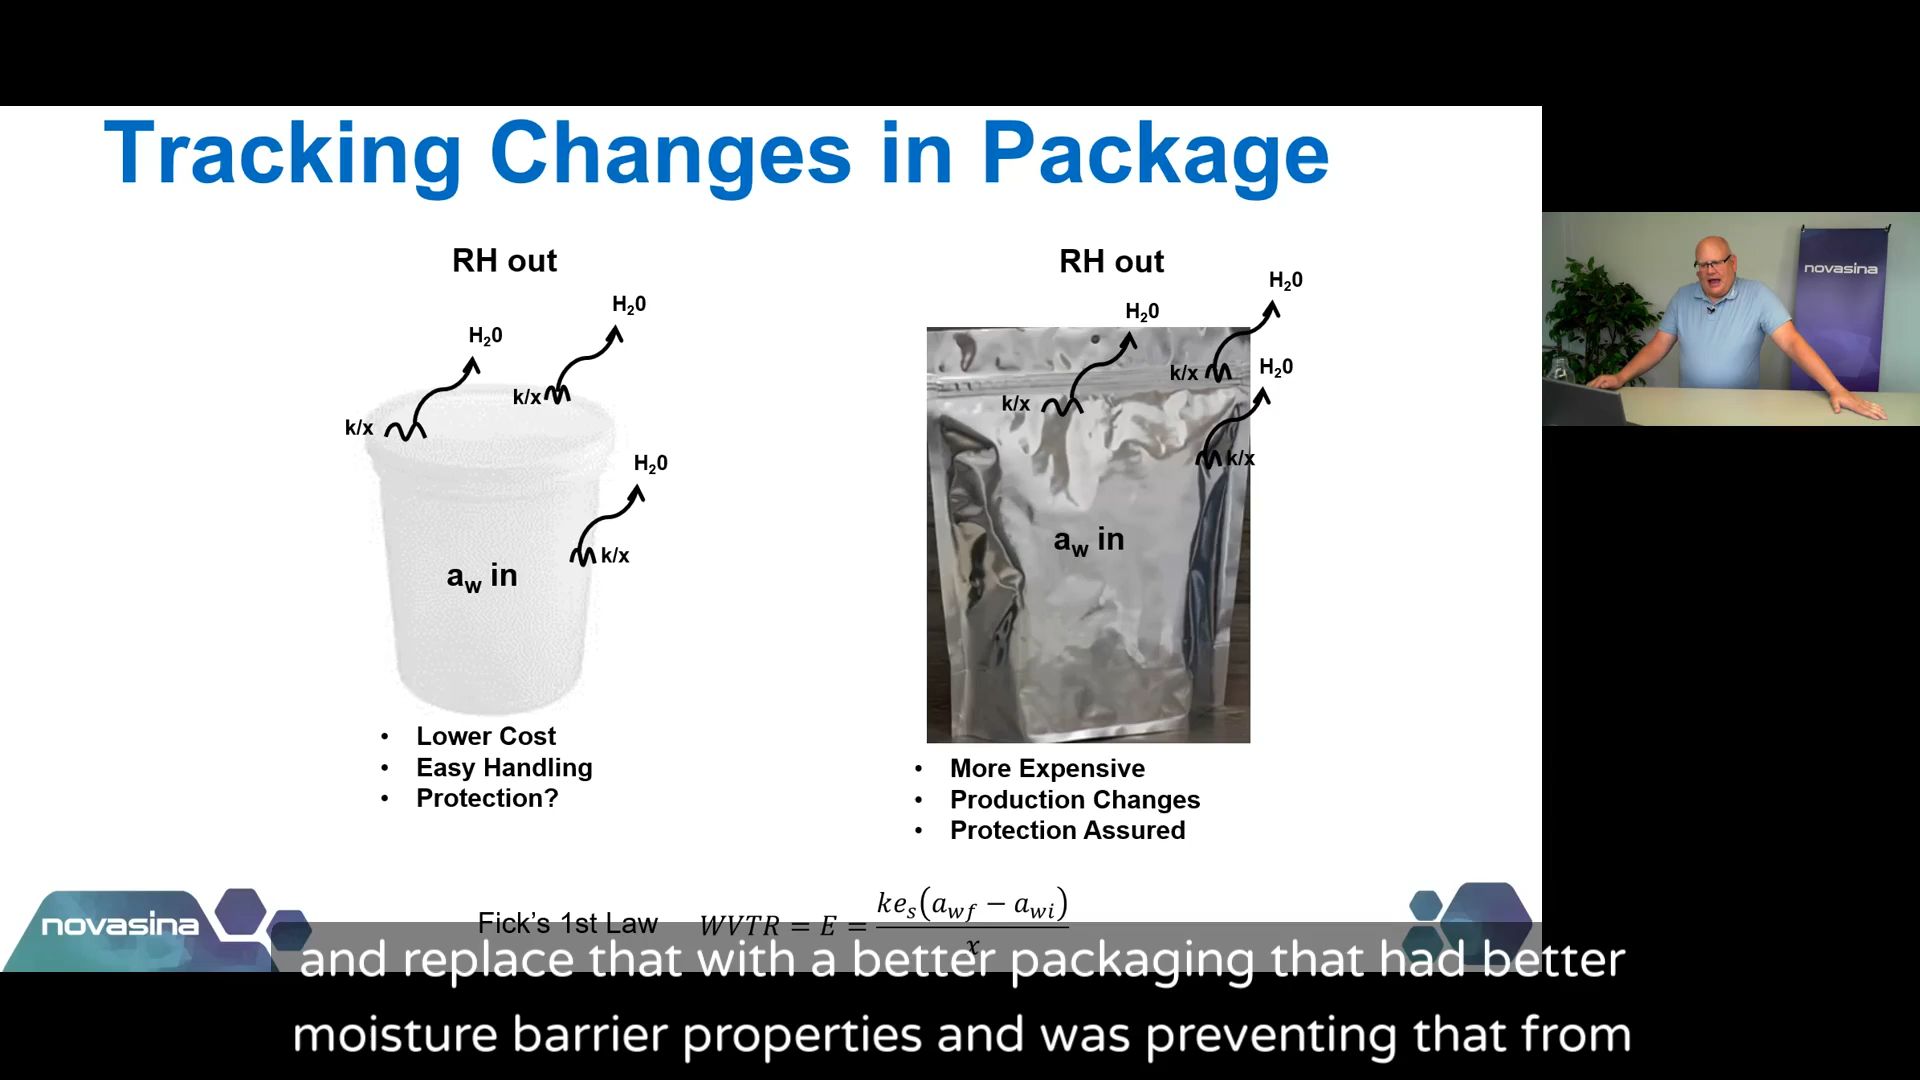 Tracking Changes in Package
RH out
H₂0
H₂0
k/x
k/x
H₂0
k/x
a_w in
• Lower Cost
• Easy Handling
• Protection?
RH out
H₂0
H₂0
k/x
H₂0
k/x
k/x
a_w in
• More Expensive
• Production Changes
• Protection Assured
novasina
novasina
Fick's 1st Law WVTR = E = ke_s(a_wf − a_wi) / x
and replace that with a better packaging that had better
moisture barrier properties and was preventing that from